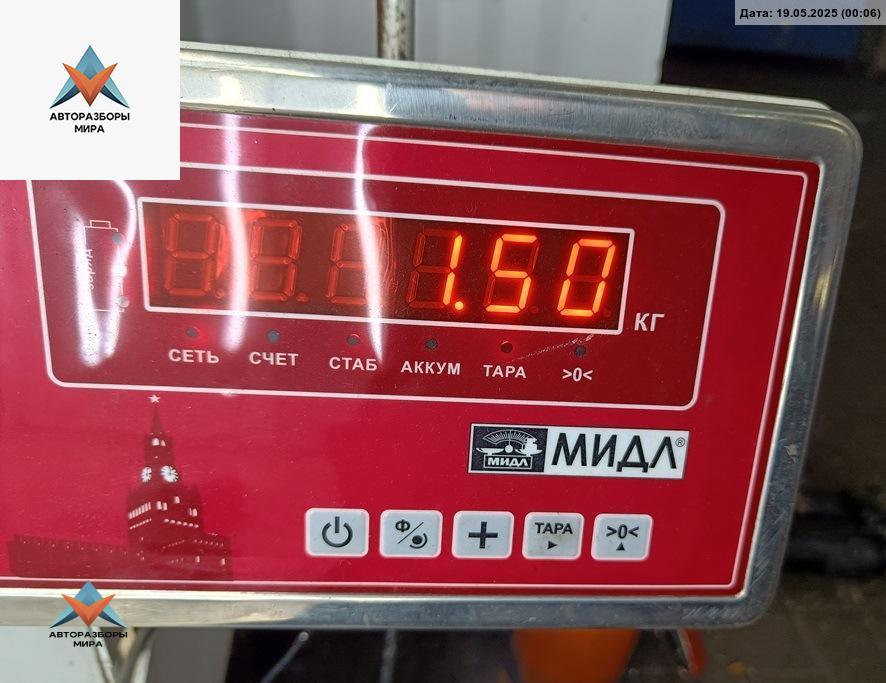 Дата: 19.05.2025 (00:06)
АВТОРАЗБОРЫ
МИРА
заряд
1.50
КГ
СЕТЬ СЧЕТ СТАБ АККУМ ТАРА >0<
МИДЛ МИДЛ®
Ф ТАРА >0<
АВТОРАЗБОРЫ
МИРА